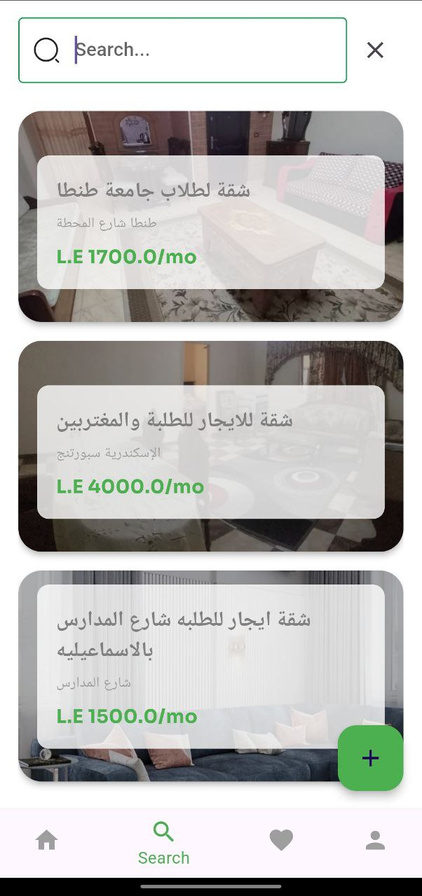 Search...
شقة لطلاب جامعة طنطا
طنطا شارع المحطة
L.E 1700.0/mo
شقة للايجار للطلبة والمغتربين
الإسكندرية سبورتنج
L.E 4000.0/mo
شقة ايجار للطلبه شارع المدارس
بالاسماعيليه
شارع المدارس
L.E 1500.0/mo
Search